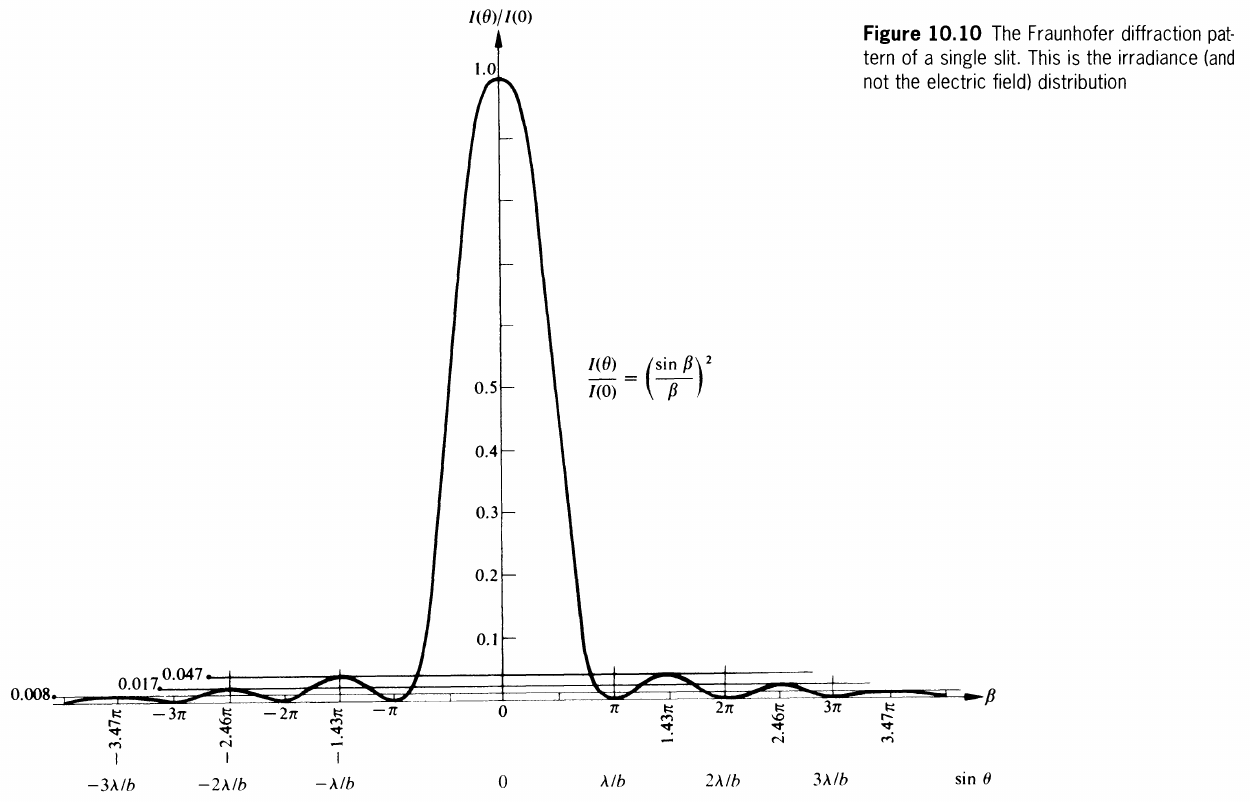 I(θ)/I(0)
Figure 10.10 The Fraunhofer diffraction pat-
tern of a single slit. This is the irradiance (and
not the electric field) distribution
1.0
I(θ)/I(0) = (sin β/β)²
0.5
0.4
0.3
0.2
0.1
0.047
0.017
0.008
β
−3.47π
−3π
−2.46π
−2π
−1.43π
−π
0
π
1.43π
2π
2.46π
3π
3.47π
−3λ/b −2λ/b −λ/b 0 λ/b 2λ/b 3λ/b sin θ